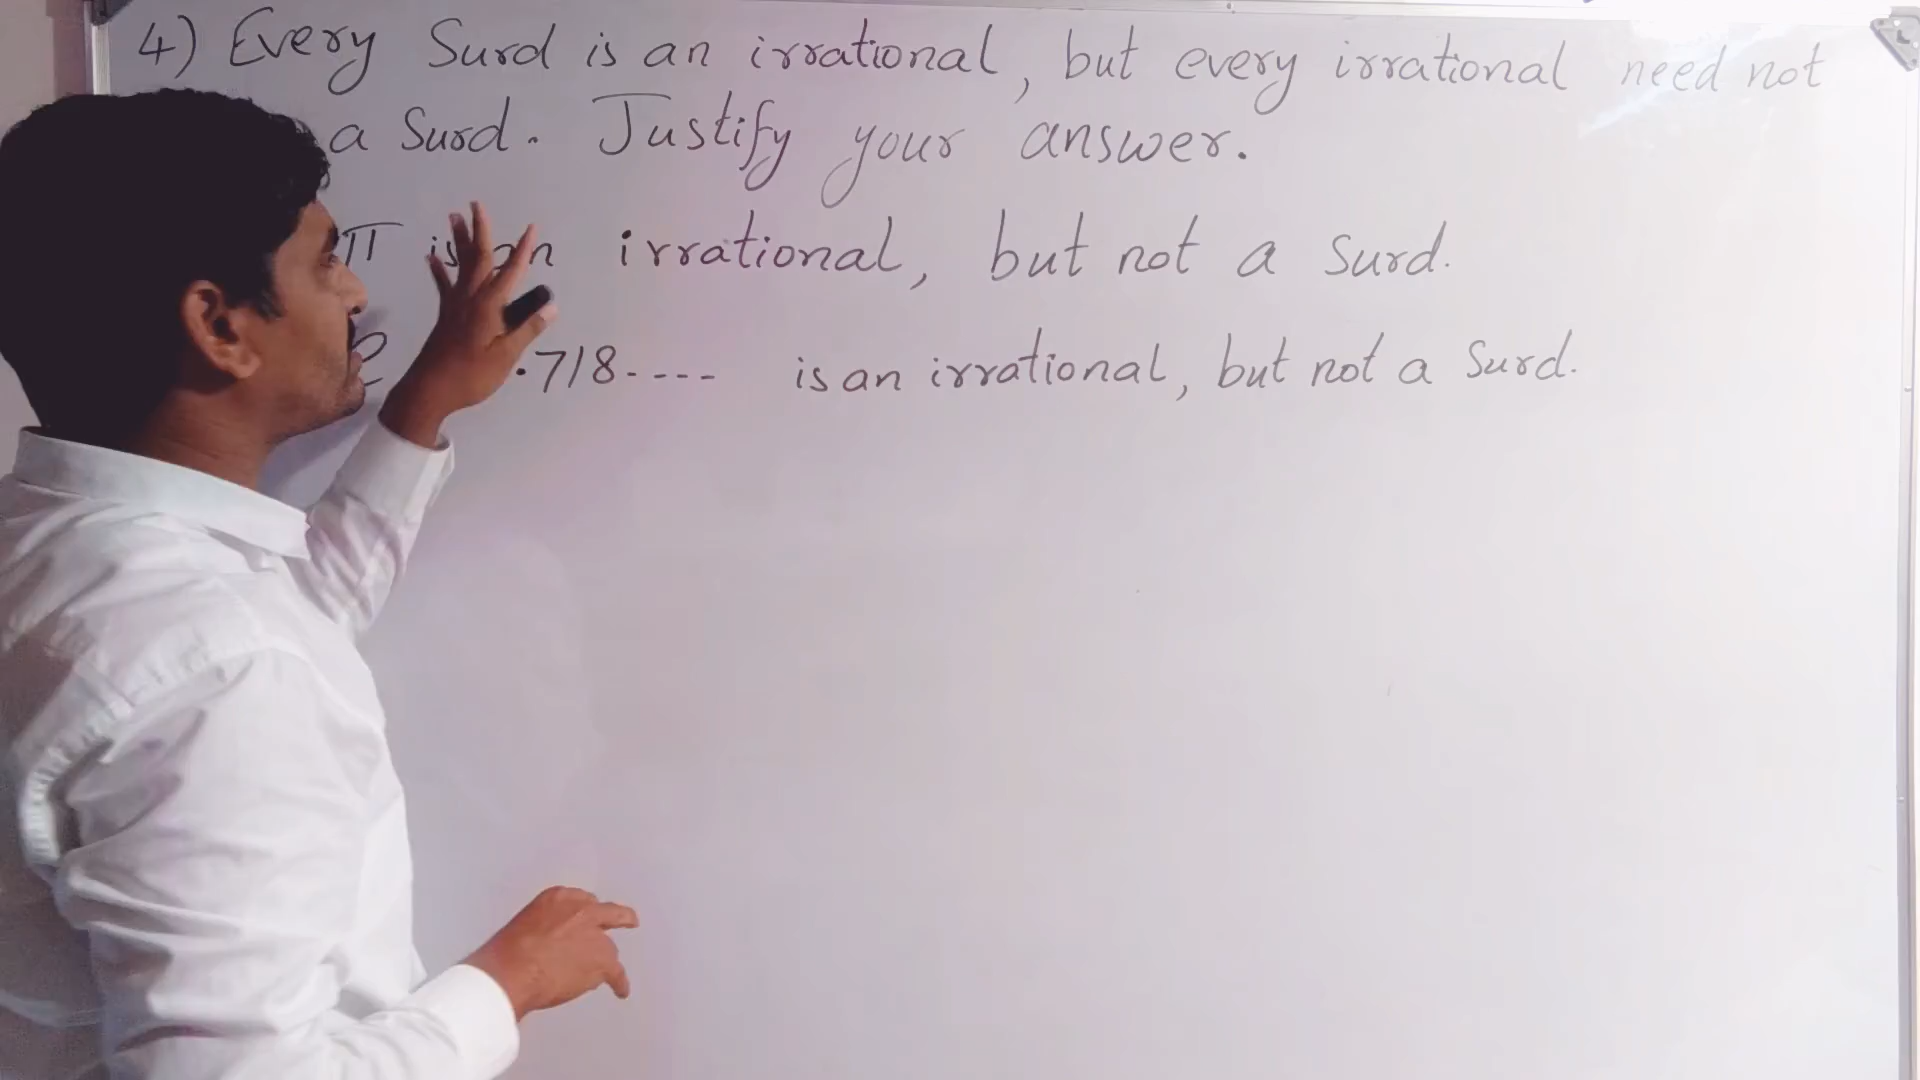 4) Every Surd is an irrational, but every irrational need not
a Surd. Justify your answer.
π is an irrational, but not a Surd.
e .718---- is an irrational, but not a Surd.